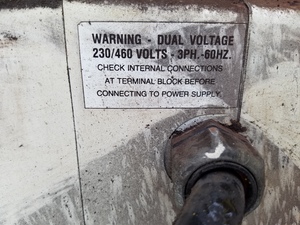 WARNING - DUAL VOLTAGE
230/460 VOLTS - 3PH.-60HZ.
CHECK INTERNAL CONNECTIONS
AT TERMINAL BLOCK BEFORE
CONNECTING TO POWER SUPPLY.